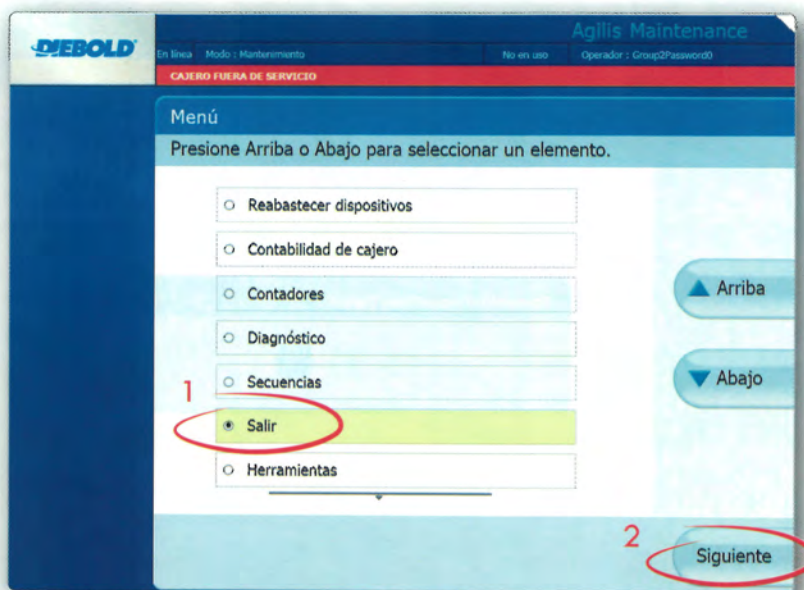 Agilis Maintenance
DIEBOLD
En línea Modo : Mantenimiento No en uso Operador : Group2Password0
CAJERO FUERA DE SERVICIO
Menú
Presione Arriba o Abajo para seleccionar un elemento.
Reabastecer dispositivos
Contabilidad de cajero
Contadores
Arriba
Diagnóstico
Secuencias
Abajo
1
Salir
Herramientas
2
Siguiente